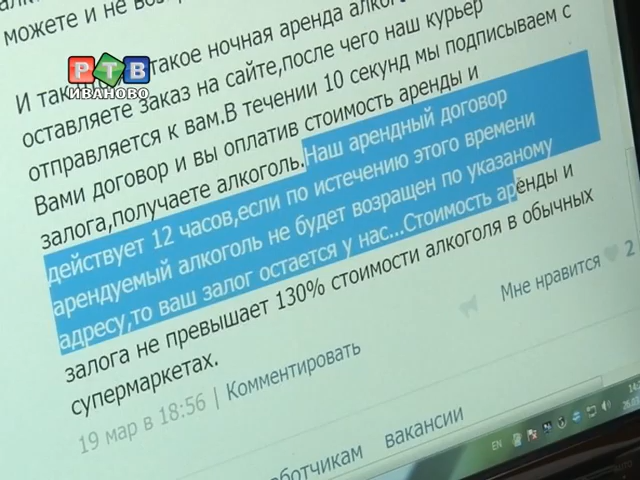 можете и не
РТВ
ИВАНОВО
такое ночная аренда
оставляете заказ на сайте,после чего наш курьер
отправляется к вам.В течении 10 секунд мы подписываем с
Вами договор и вы оплатив стоимость аренды и
залога,получаете алкоголь.Наш арендный договор
действует 12 часов,если по истечению этого времени
арендуемый алкоголь не будет возращен по указаному
адресу,то ваш залог остается у нас...Стоимость аренды и
залога не превышает 130% стоимости алкоголя в обычных
супермаркетах.
Мне нравится 2
19 мар в 18:56 | Комментировать
вакансии
EN